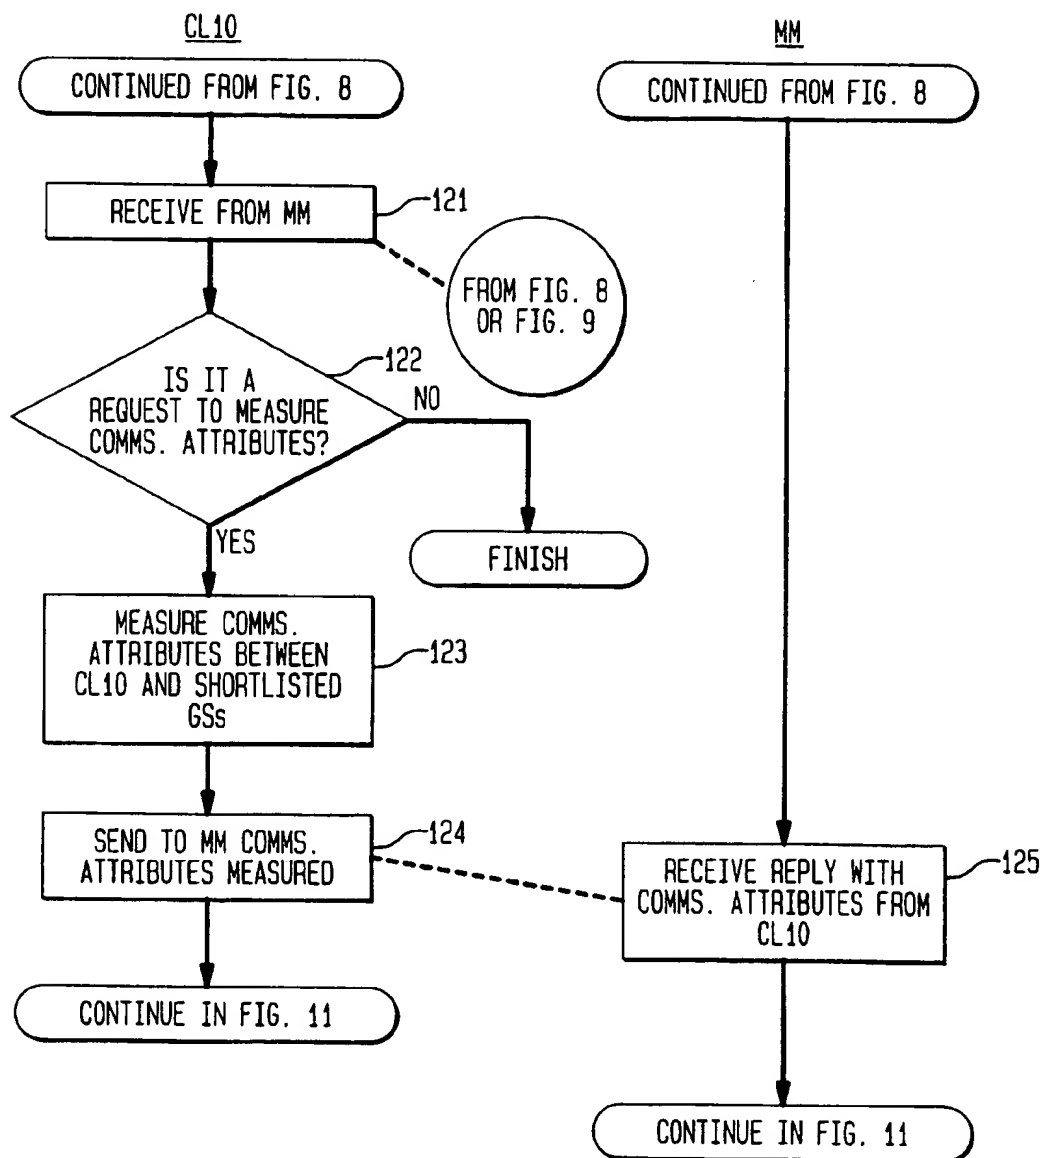 CL10
CONTINUED FROM FIG. 8
RECEIVE FROM MM
121
FROM FIG. 8
OR FIG. 9
IS IT A
REQUEST TO MEASURE
COMMS. ATTRIBUTES?
122
NO
YES
FINISH
MEASURE COMMS.
ATTRIBUTES BETWEEN
CL10 AND SHORTLISTED
GSs
123
SEND TO MM COMMS.
ATTRIBUTES MEASURED
124
CONTINUE IN FIG. 11
MM
CONTINUED FROM FIG. 8
RECEIVE REPLY WITH
COMMS. ATTRIBUTES FROM
CL10
125
CONTINUE IN FIG. 11